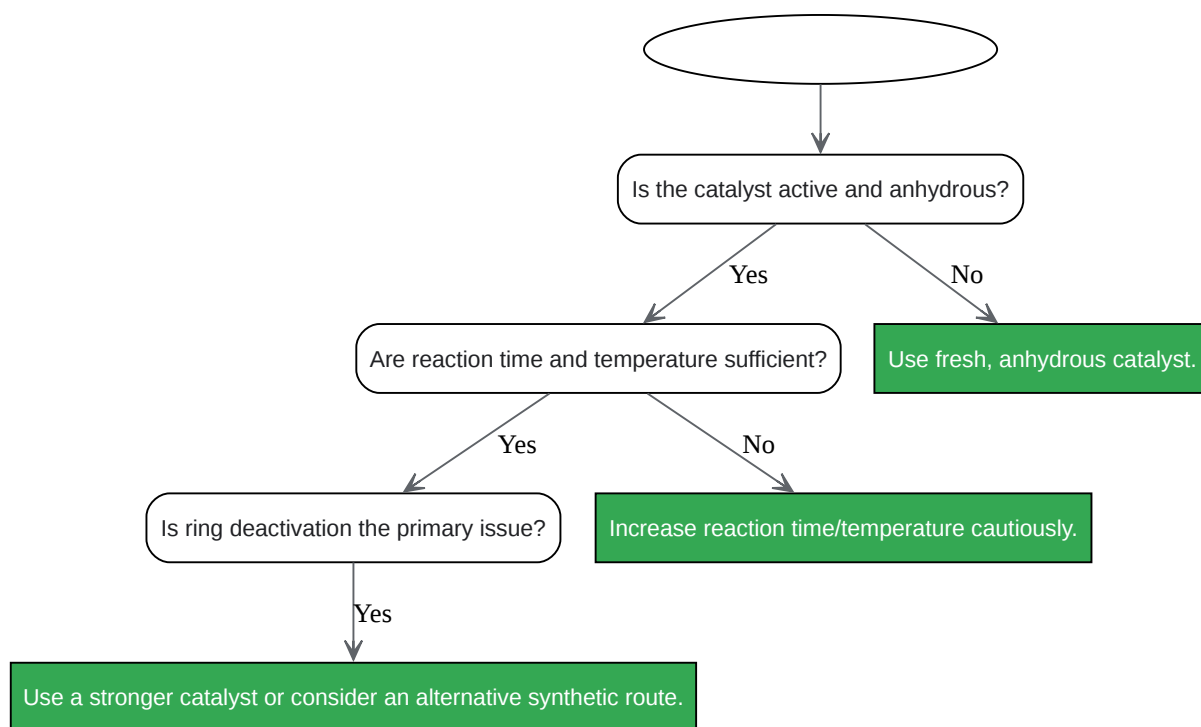 Is the catalyst active and anhydrous?
Yes
No
Are reaction time and temperature sufficient?
Use fresh, anhydrous catalyst.
Yes
No
Is ring deactivation the primary issue?
Increase reaction time/temperature cautiously.
Yes
Use a stronger catalyst or consider an alternative synthetic route.